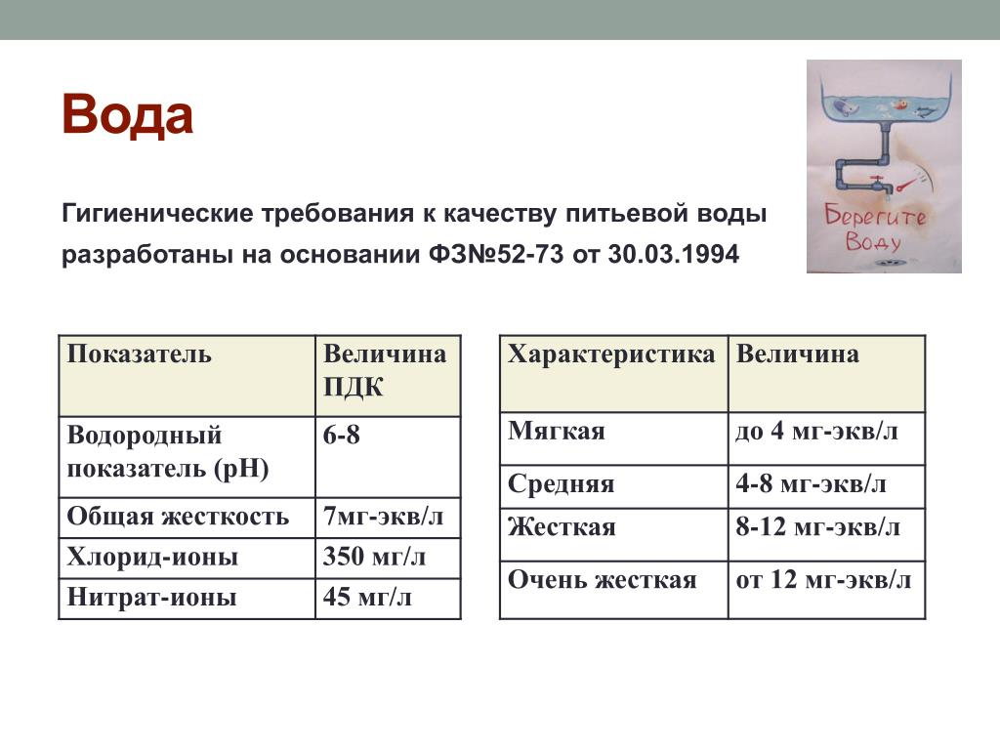 Вода
Гигиенические требования к качеству питьевой воды
разработаны на основании ФЗ№52-73 от 30.03.1994
Берегите
Воду
Показатель
Величина
ПДК
Водородный
показатель (рН)
6-8
Общая жесткость
7мг-экв/л
Хлорид-ионы
350 мг/л
Нитрат-ионы
45 мг/л
Характеристика
Величина
Мягкая
до 4 мг-экв/л
Средняя
4-8 мг-экв/л
Жесткая
8-12 мг-экв/л
Очень жесткая
от 12 мг-экв/л